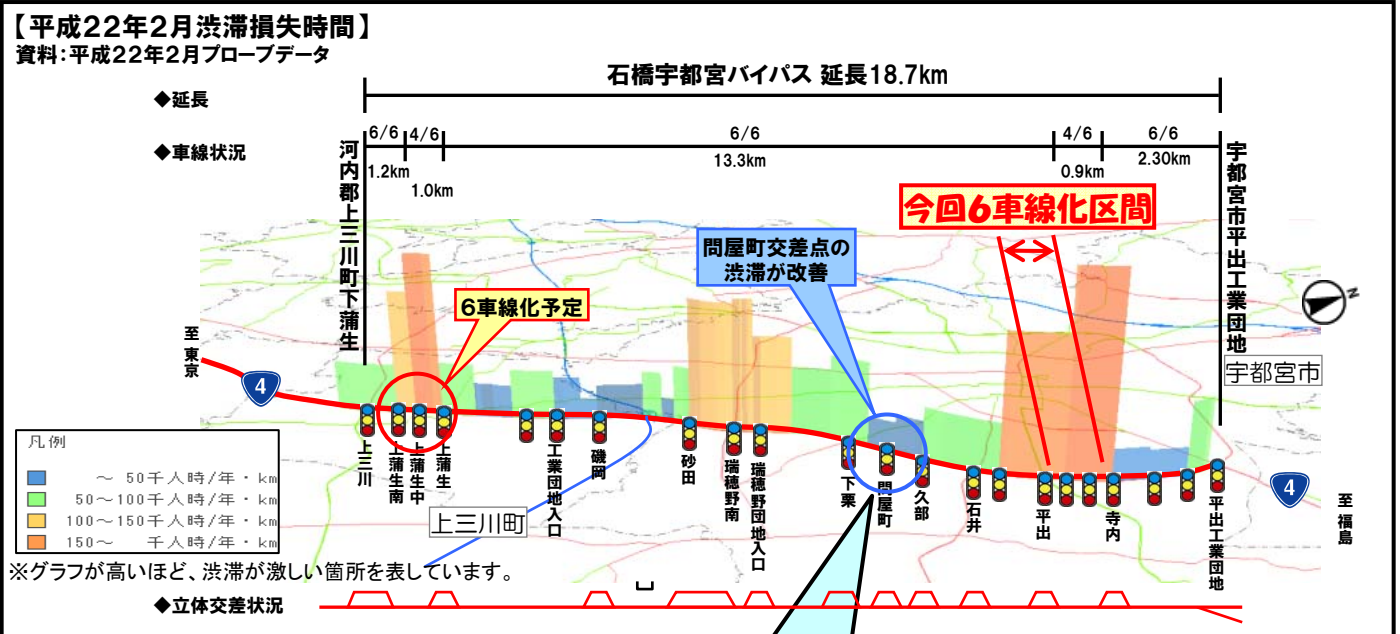 【平成22年2月渋滞損失時間】
資料:平成22年2月プローブデータ
石橋宇都宮バイパス 延長18.7km
◆延長
6/6
4/6
6/6
4/6
6/6
◆車線状況
1.2km
1.0km
13.3km
0.9km
2.30km
河内郡上三川町下蒲生
宇都宮市平出工業団地
今回6車線化区間
問屋町交差点の
渋滞が改善
6車線化予定
N
至東京
4
宇都宮市
凡例
～ 50千人時/年・km
50～100千人時/年・km
100～150千人時/年・km
150～ 千人時/年・km
上三川
上蒲生南
上蒲生中
上蒲生
工業団地入口
磯岡
砂田
瑞穂野南
瑞穂野団地入口
下栗
問屋町
久部
石井
平出
寺内
平出工業団地
4
至福島
上三川町
※グラフが高いほど、渋滞が激しい箇所を表しています。
◆立体交差状況